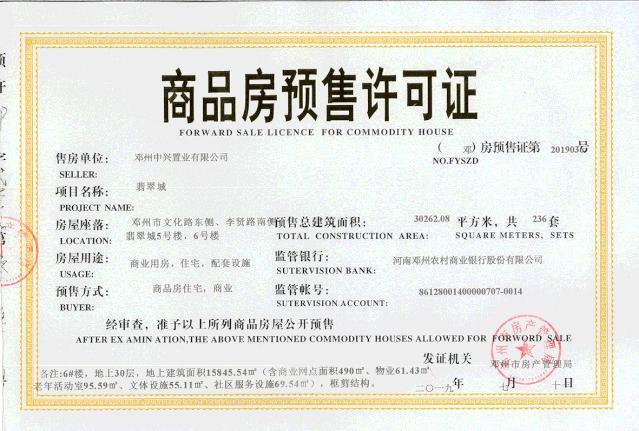 商品房预售许可证
FORWARD SALE LICENCE FOR COMMODITY HOUSE
（ 邓 ）房预售证第 201903 号
NO.FYSZD
售房单位： 邓州中兴置业有限公司
SELLER:
项目名称： 翡翠城
PROJECT NAME:
房屋座落： 邓州市文化路东侧、李贤路南侧 预售总建筑面积： 30262.08 平方米，共 236 套
LOCATION: 翡翠城5号楼，6号楼 TOTAL CONSTRUCTION AREA: SQUARE METERS, SETS
房屋用途： 商业用房，住宅，配套设施 监管银行： 河南邓州农村商业银行股份有限公司
USAGE: SUTERVISION BANK:
预售方式： 商品房住宅，商业 监管帐号： 86128001400000707-0014
BUYER: SUTERVISION ACCOUNT:
经审查，准予以上所列商品房屋公开预售
AFTER EX AMIN ATION,THE ABOVE MENTIONED COMMODITY HOUSES ALLOWED FOR FORWORD SALE
发证机关
邓州市房产管理局
各注:6#楼，地上30层，地上建筑面积15845.54㎡（含商业网点面积490㎡、物业61.43㎡
老年活动室95.59㎡、文体设施55.11㎡、社区服务设施69.54㎡），框剪结构。
二〇一九 年 七 月 十 日